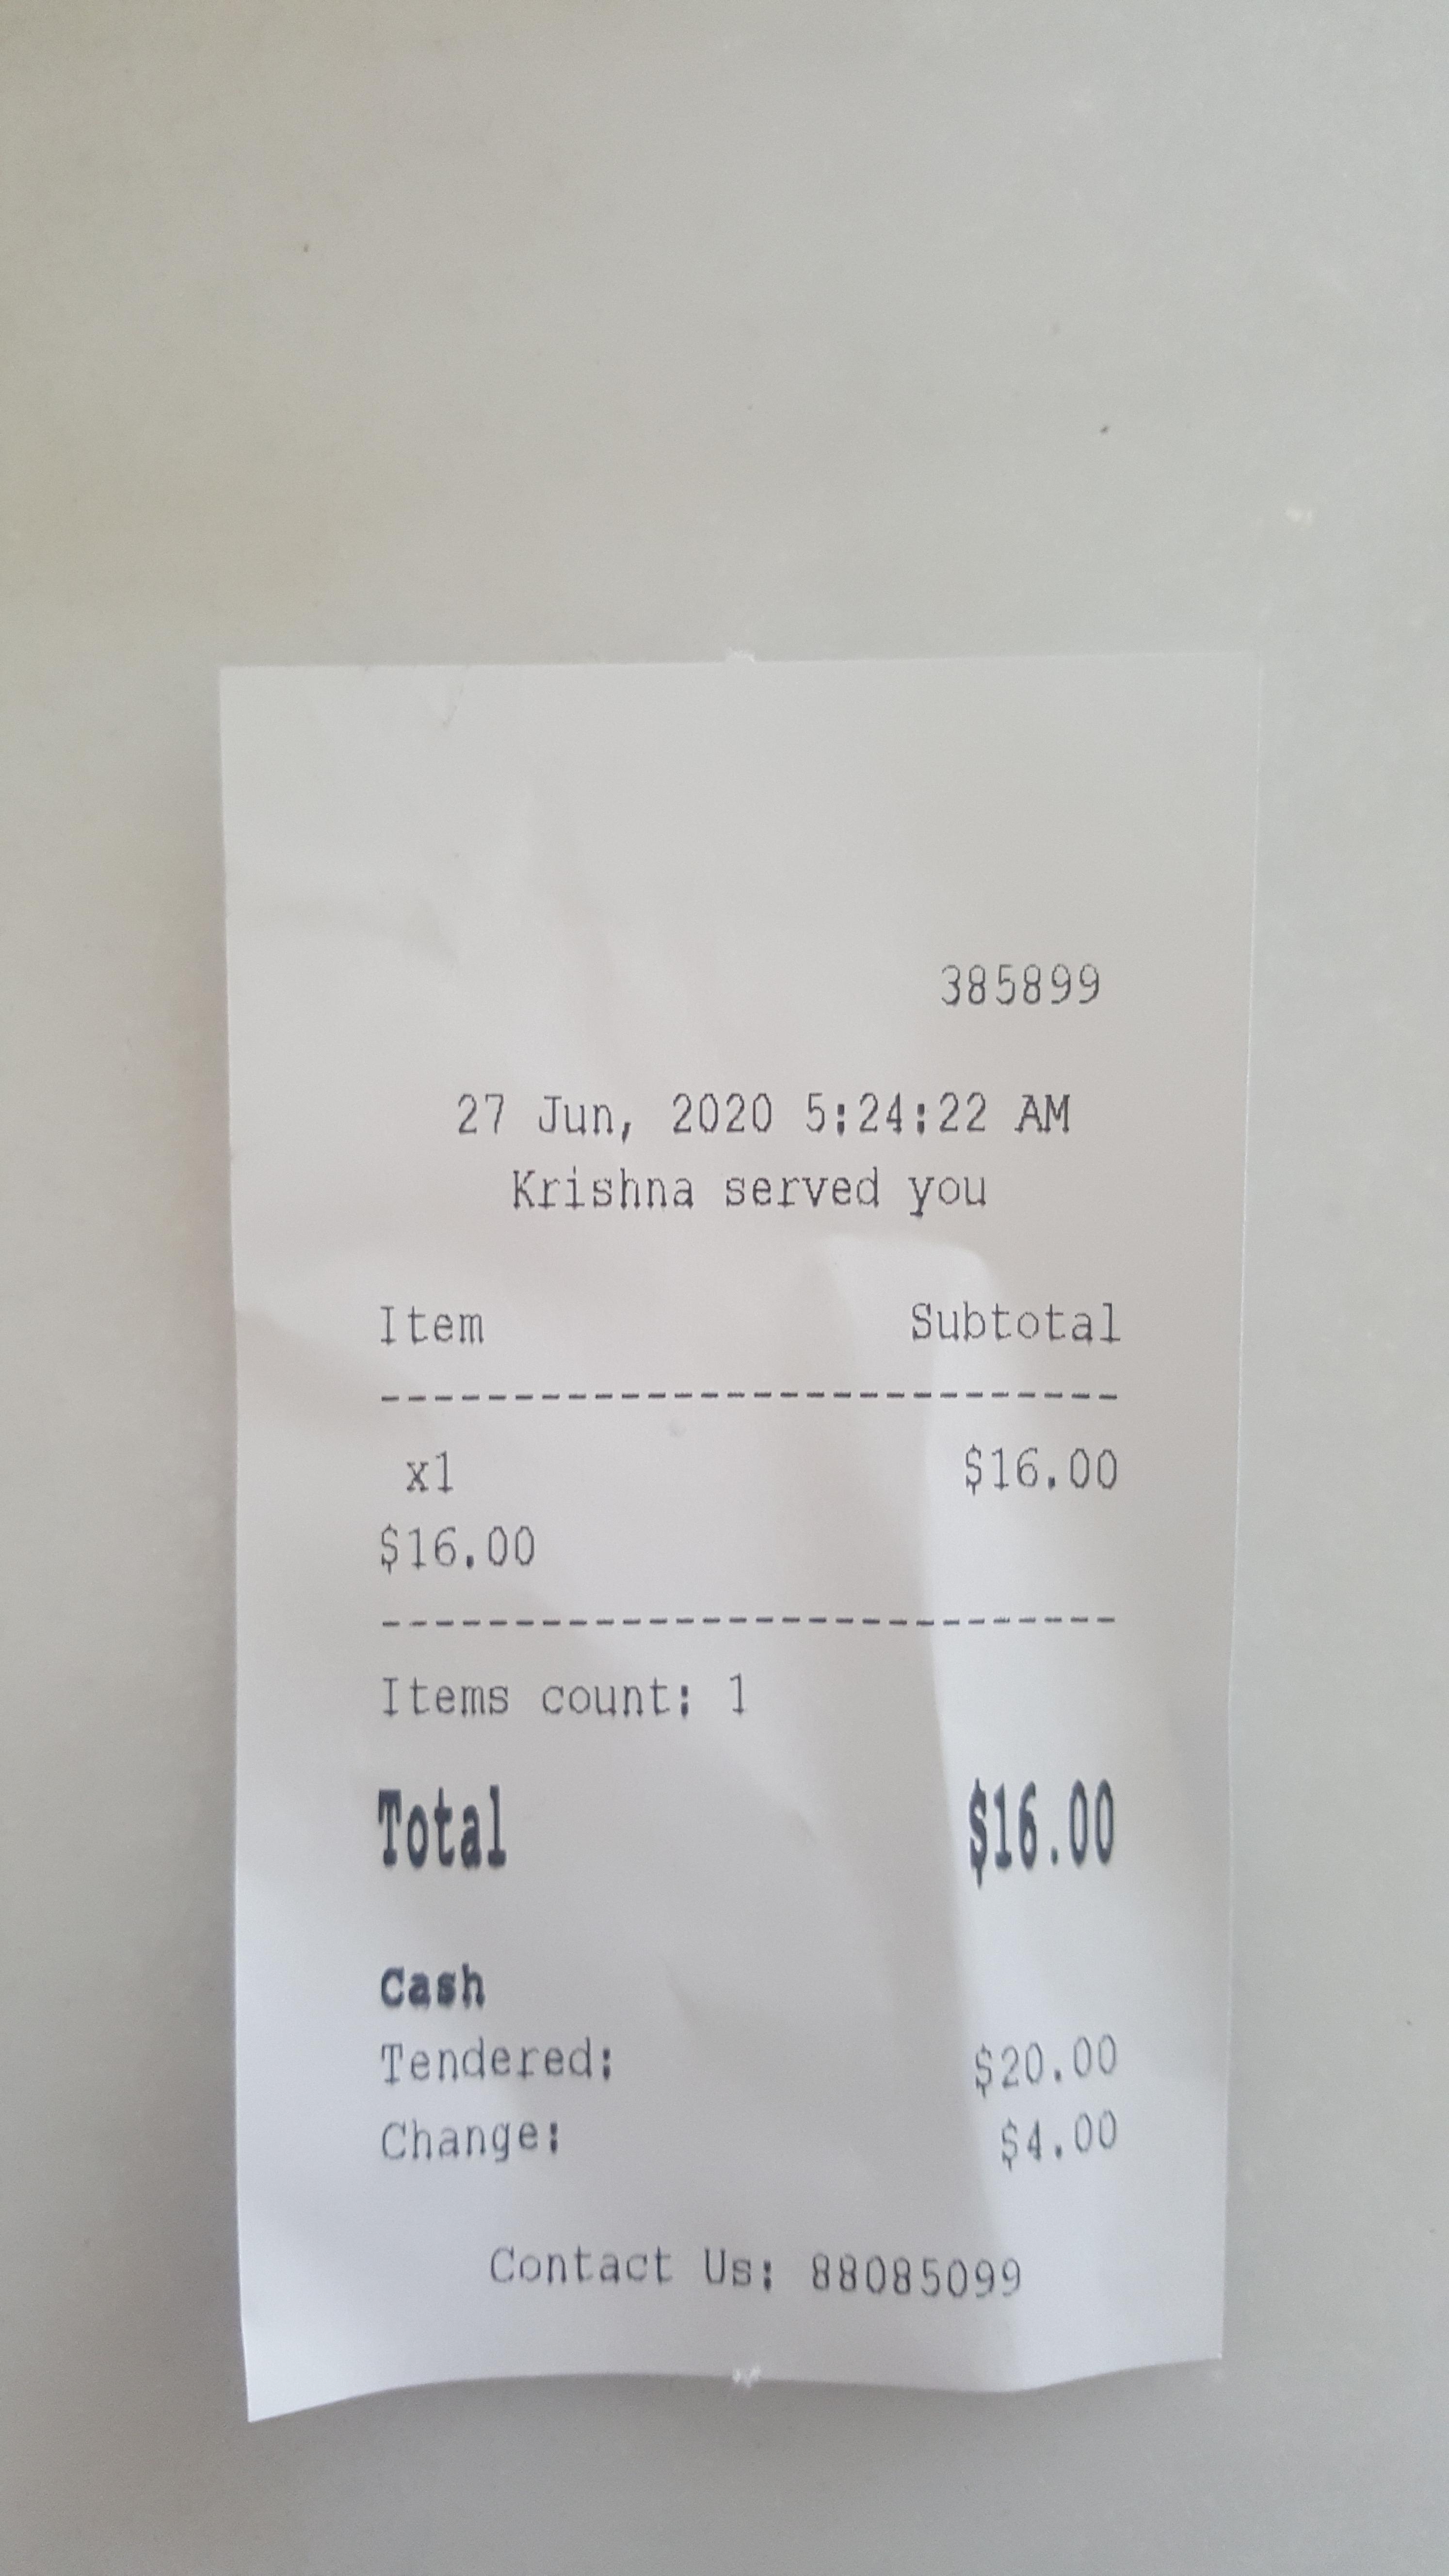 385899
27 Jun, 2020 5:24:22 AM
Krishna served you
Item Subtotal
----------------------------
x1 $16.00
$16.00
----------------------------
Items count: 1
Total $16.00
Cash
Tendered: $20.00
Change: $4.00
Contact Us: 88085099